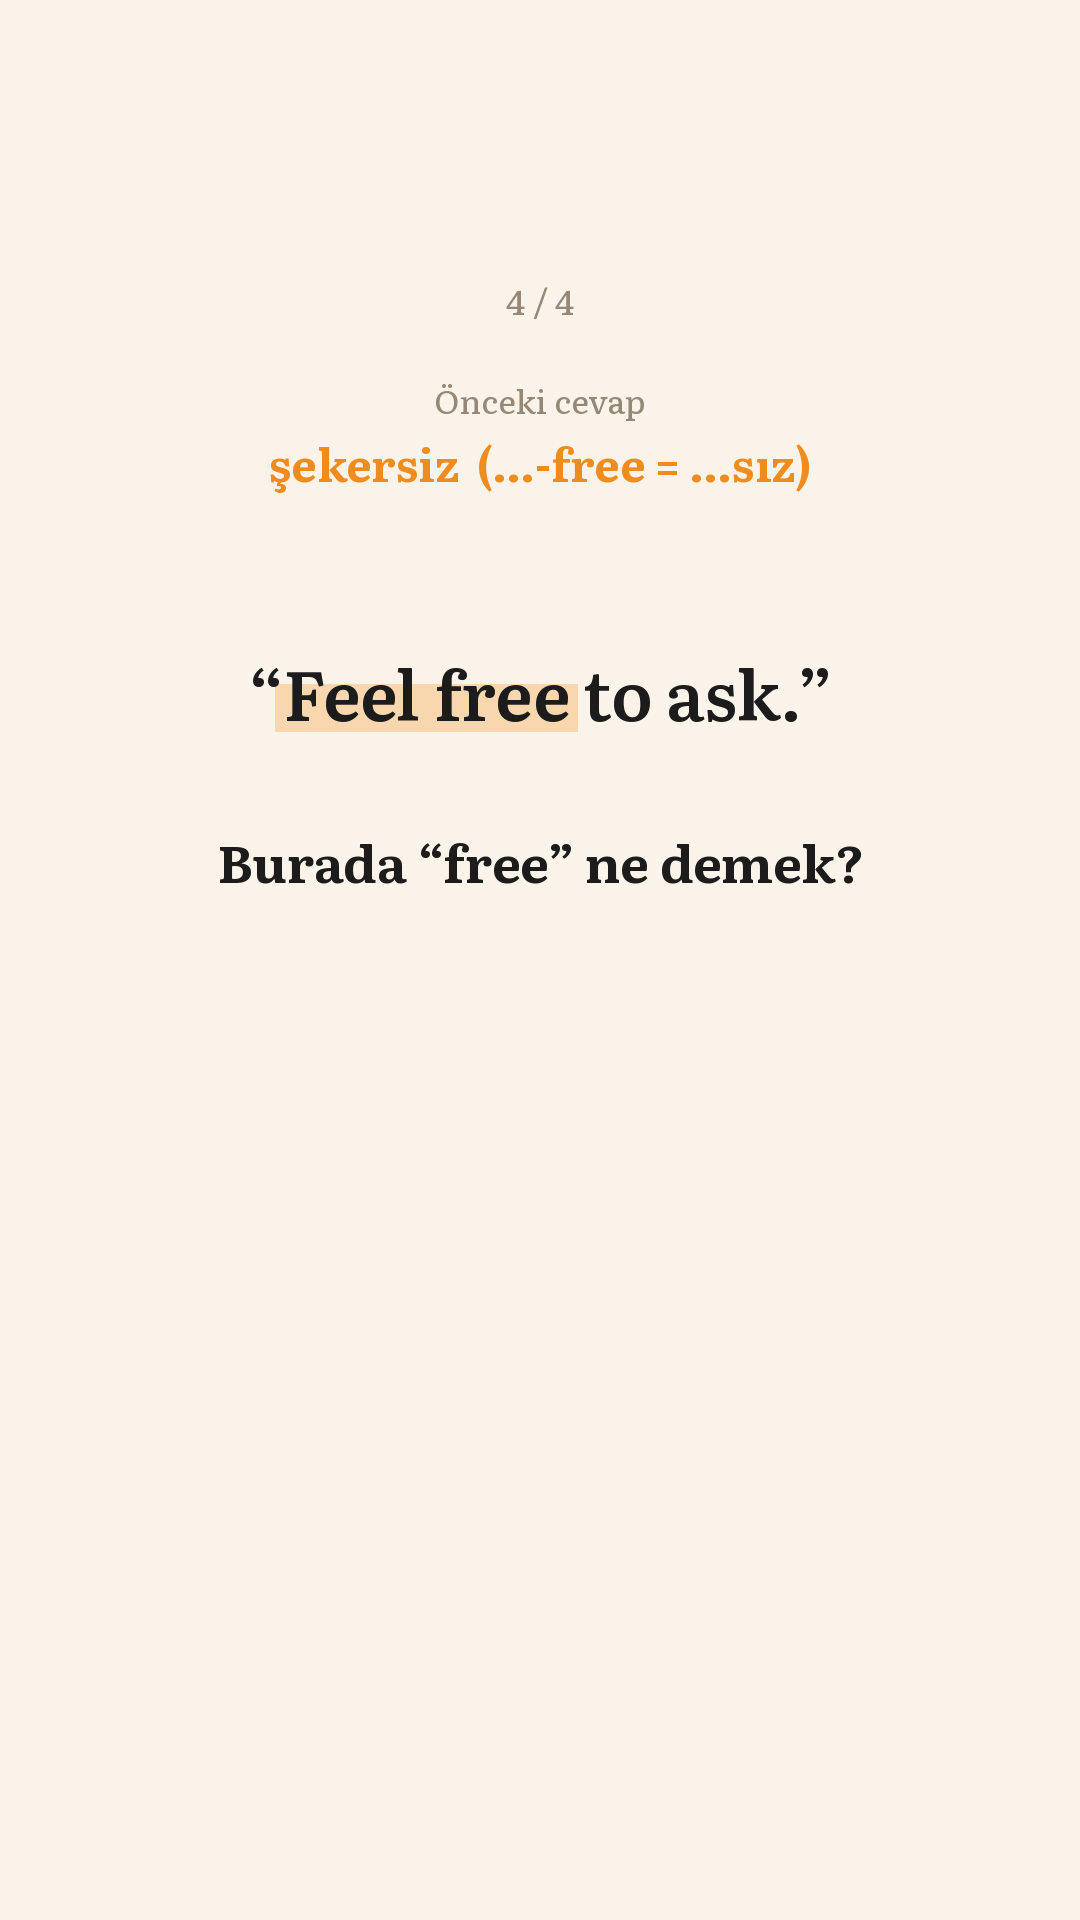 4 / 4
Önceki cevap
şekersiz (...-free = ...sız)
“Feel free to ask.”
Burada “free” ne demek?